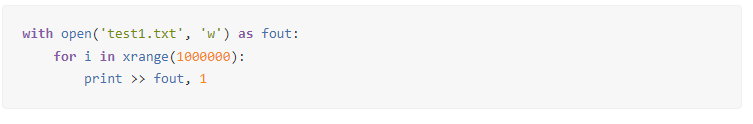 with open('test1.txt', 'w') as fout:
    for i in xrange(1000000):
        print >> fout, 1